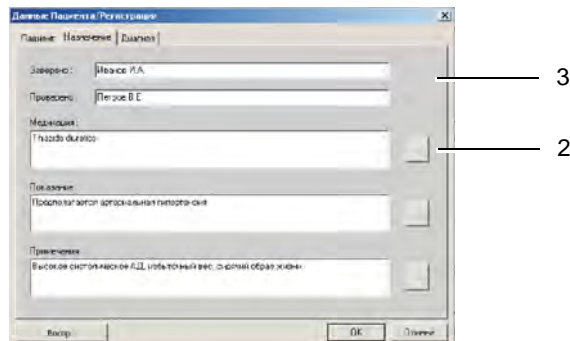 Данные Пациента/Регистрации
Пациент Назначение Диагноз
Заверено: Иванов И.А.
3
Проверено: Петров В.Е.
Медикация:
Thiazide diuretics
2
Показание:
Предполагается артериальная гипертензия
Примечания:
Высокое систолическое АД, избыточный вес, сидячий образ жизни
OK Отмена